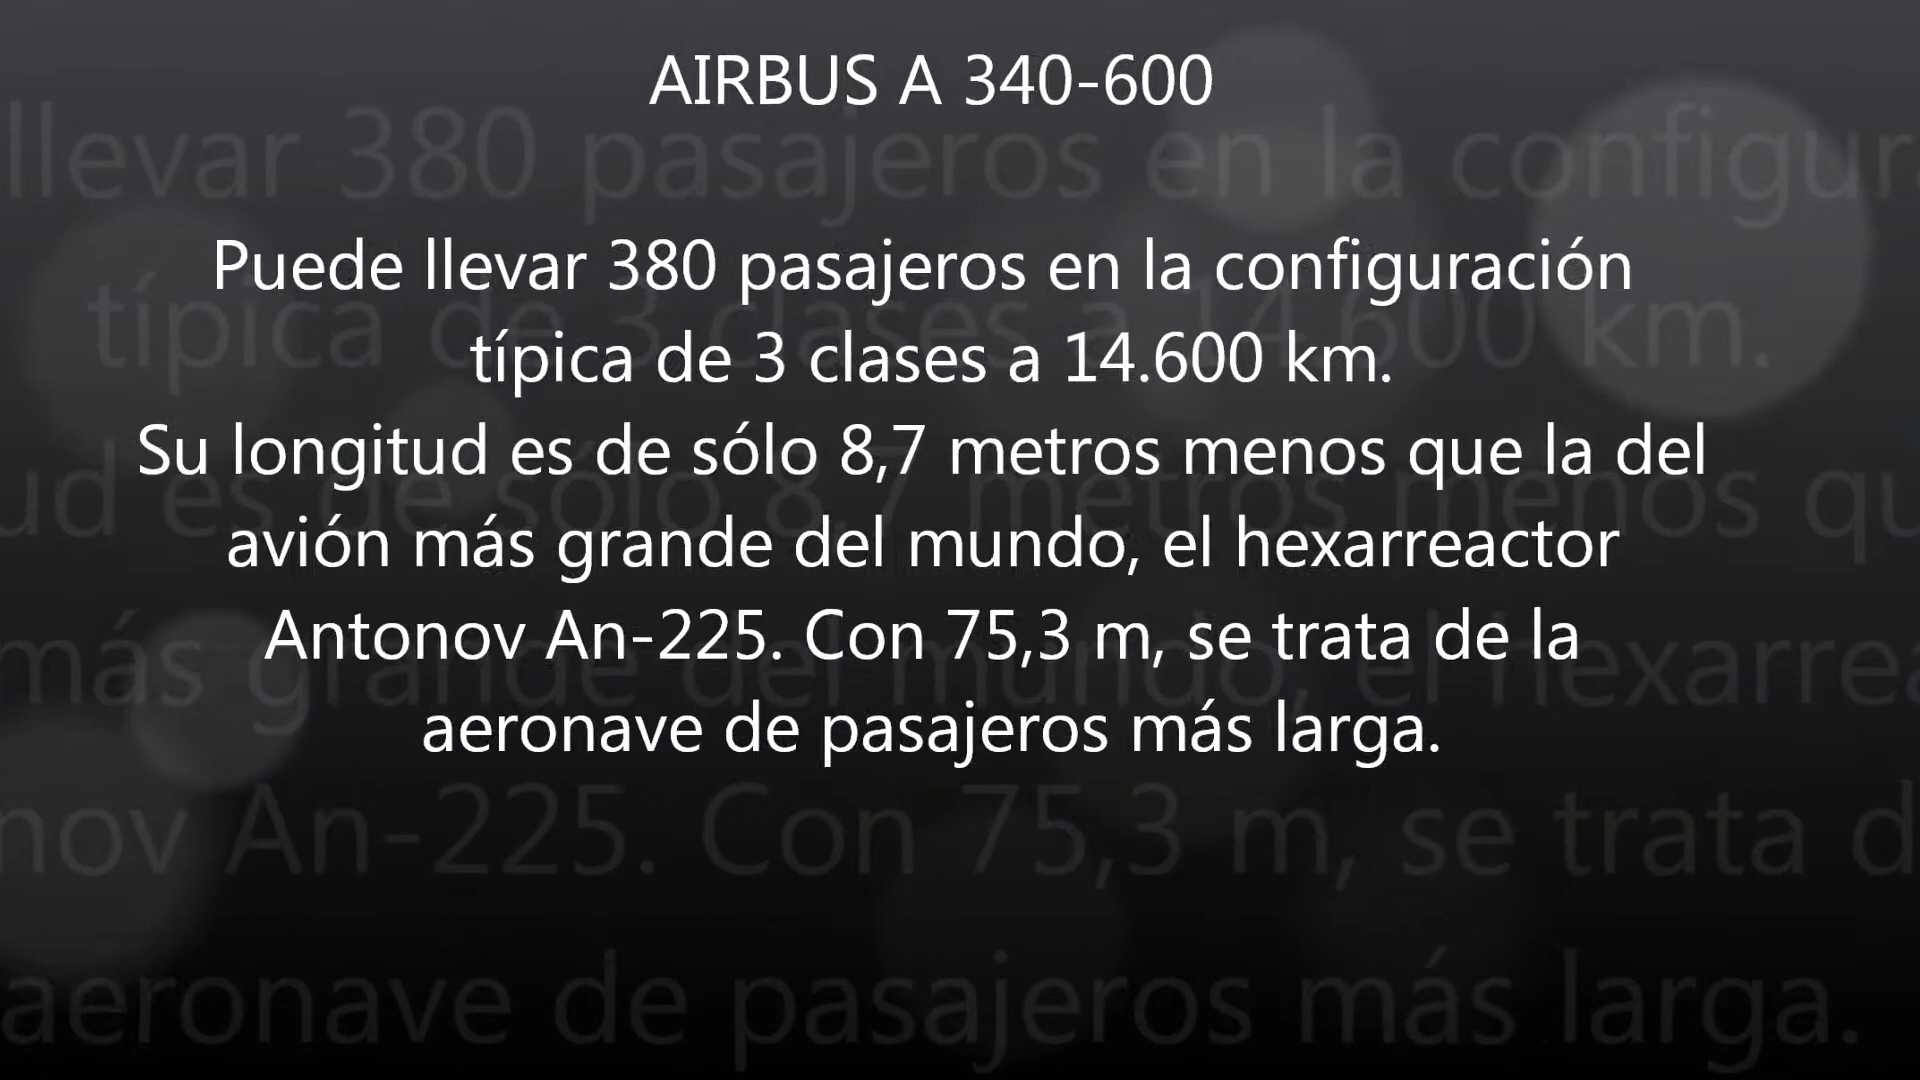 AIRBUS A 340-600
Puede llevar 380 pasajeros en la configuración
típica de 3 clases a 14.600 km.
Su longitud es de sólo 8,7 metros menos que la del
avión más grande del mundo, el hexarreactor
Antonov An-225. Con 75,3 m, se trata de la
aeronave de pasajeros más larga.